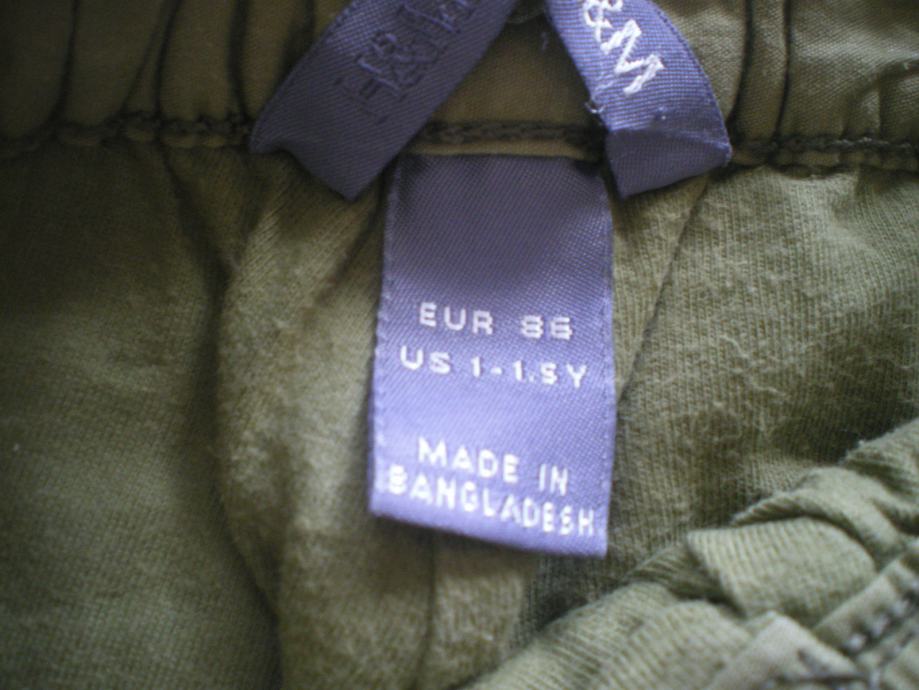 H&M
&M
EUR 86
US 1-1.5Y
MADE IN
BANGLADESH